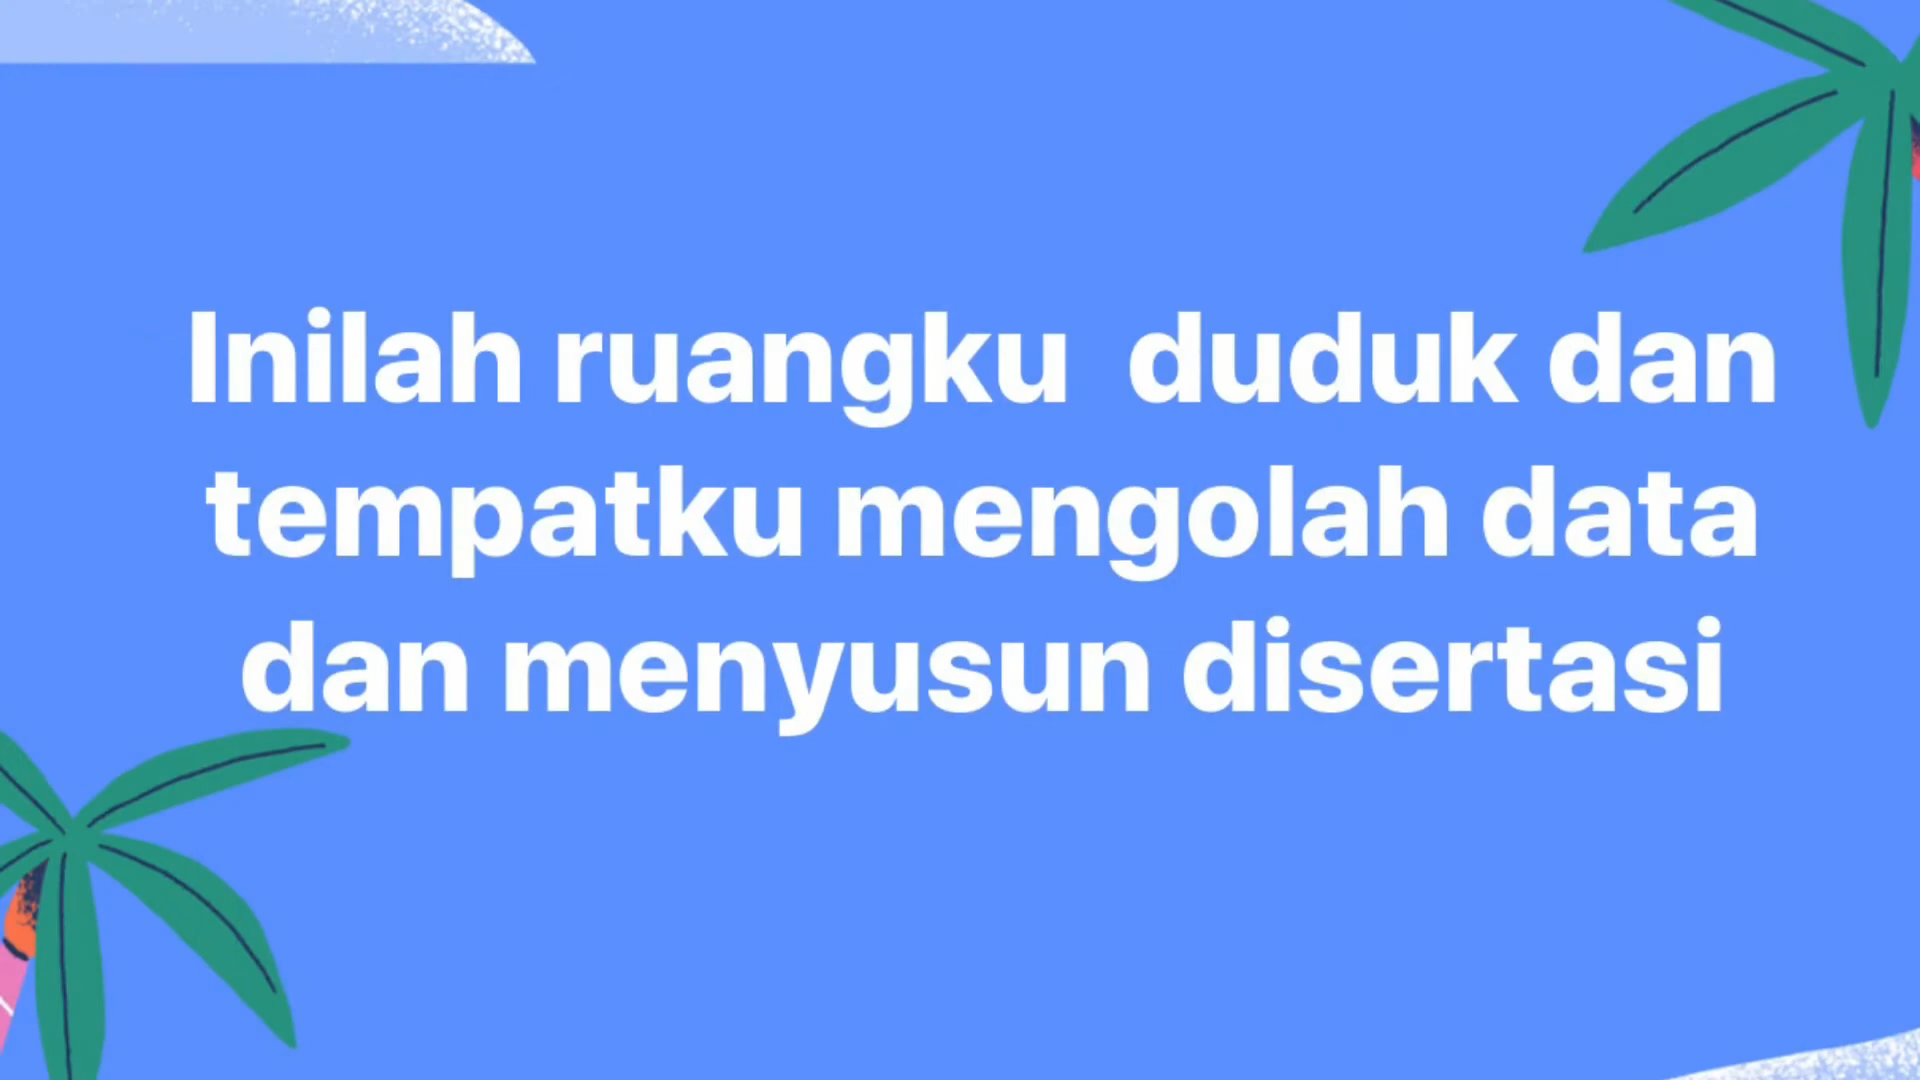 Inilah ruangku  duduk dan
tempatku mengolah data
dan menyusun disertasi